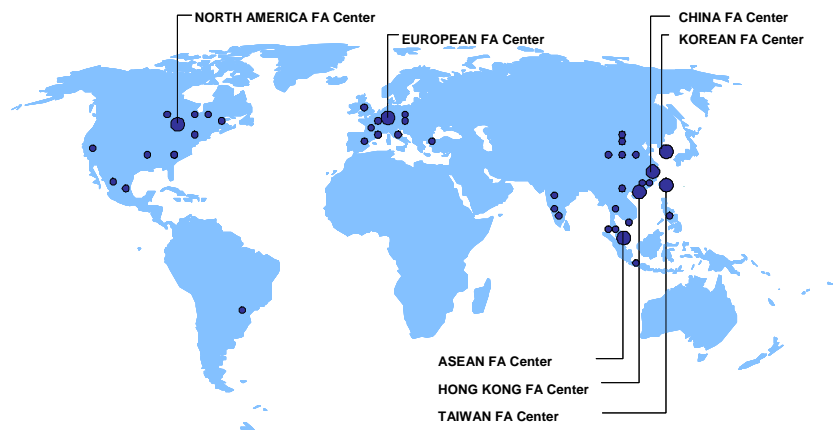 NORTH AMERICA FA Center
EUROPEAN FA Center
CHINA FA Center
KOREAN FA Center
ASEAN FA Center
HONG KONG FA Center
TAIWAN FA Center